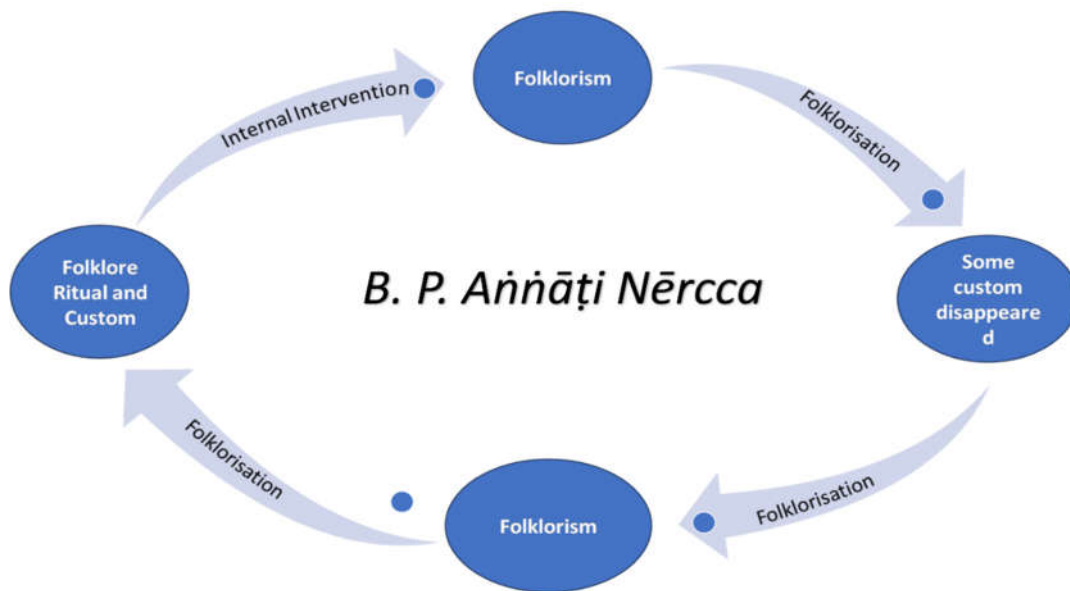 Folklorism
Internal Intervention
Folklorisation
Folklore
Ritual and
Custom
B. P. Aṅṅāṭi Nērcca
Some
custom
disappeare
d
Folklorisation
Folklorisation
Folklorism